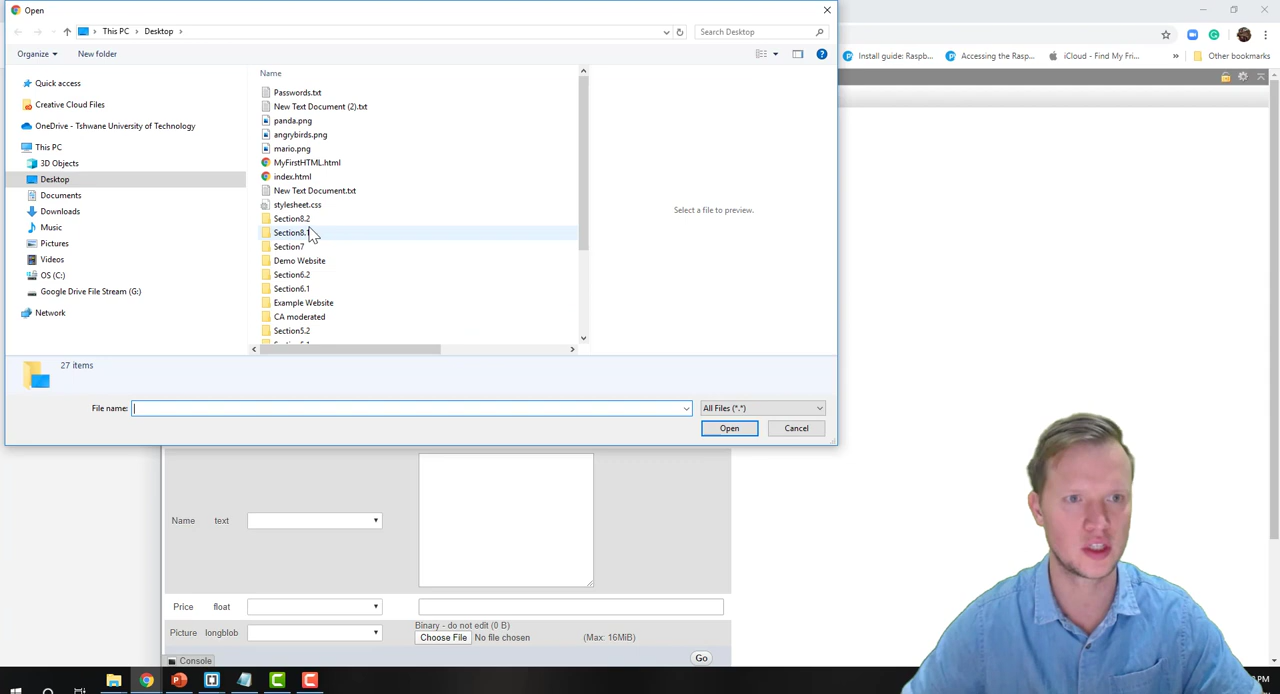 Open
This PC > Desktop >
Search Desktop
Organize
New folder
Install guide: Raspb...
Accessing the Rasp...
iCloud - Find My Fri...
Other bookmarks
Quick access
Creative Cloud Files
OneDrive - Tshwane University of Technology
This PC
3D Objects
Desktop
Documents
Downloads
Music
Pictures
Videos
OS (C:)
Google Drive File Stream (G:)
Network
Name
Passwords.txt
New Text Document (2).txt
panda.png
angrybirds.png
mario.png
MyFirstHTML.html
index.html
New Text Document.txt
stylesheet.css
Section8.2
Section8.1
Section7
Demo Website
Section6.2
Section6.1
Example Website
CA moderated
Section5.2
Select a file to preview.
27 items
File name:
All Files (*.*)
Open
Cancel
Name text
Price float
Picture longblob
Binary - do not edit (0 B)
Choose File No file chosen (Max: 16MiB)
Console
Go